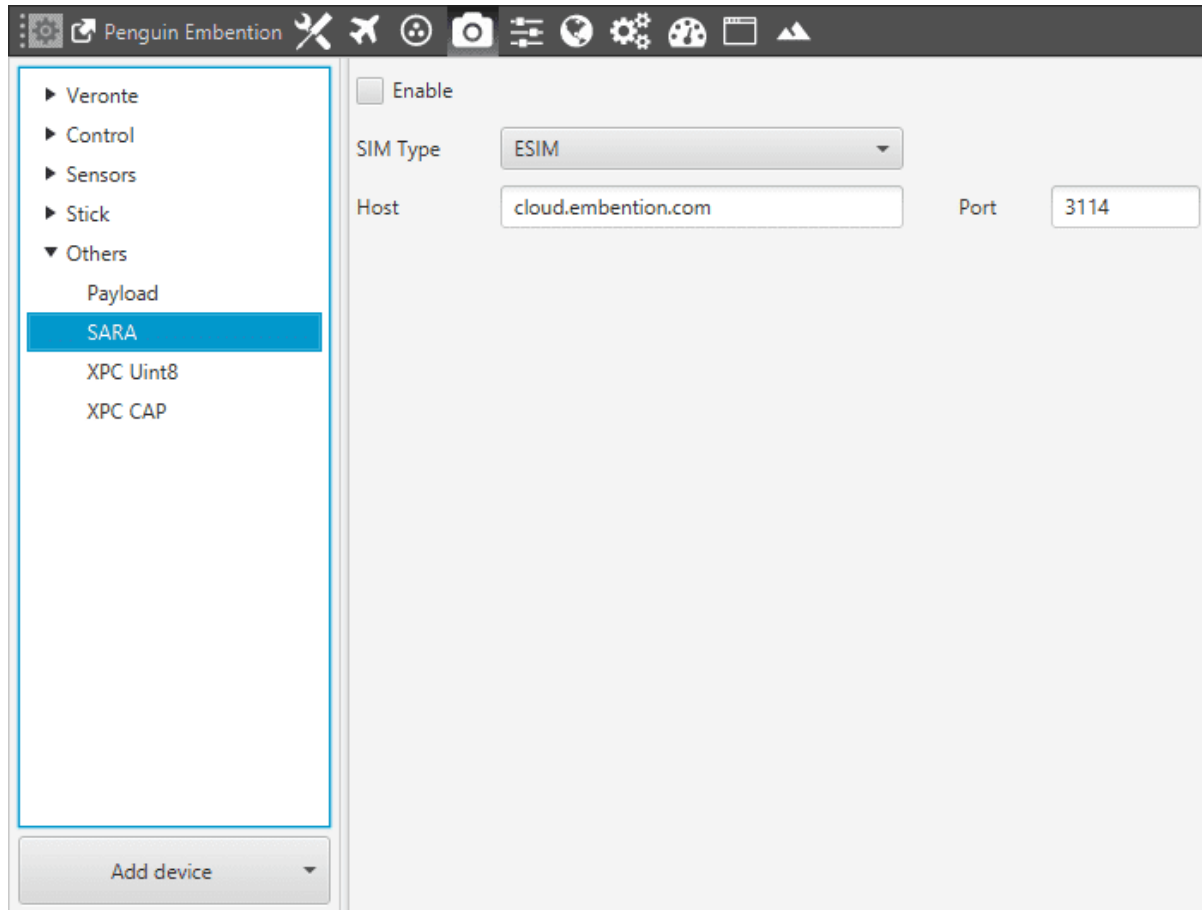 Penguin Embention
Veronte
Control
Sensors
Stick
Others
Payload
SARA
XPC Uint8
XPC CAP
Add device
Enable
SIM Type ESIM
Host cloud.embention.com Port 3114